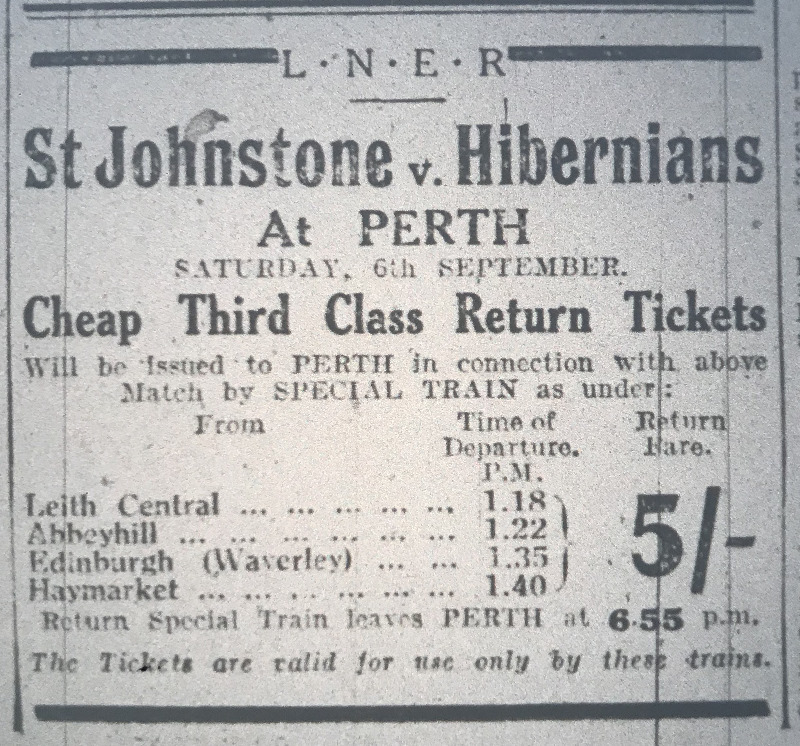 L·N·E·R
St Johnstone v. Hibernians
At PERTH
SATURDAY, 6th SEPTEMBER.
Cheap Third Class Return Tickets
Will be issued to PERTH in connection with above
Match by SPECIAL TRAIN as under:
From Time of Return
Departure. Fare.
P.M.
Leith Central ... ... ... ... ... 1.18
Abbeyhill ... ... ... ... ... ... 1.22
Edinburgh (Waverley) ... ... 1.35
Haymarket ... ... ... ... ... ... 1.40
5/-
Return Special Train leaves PERTH at 6.55 p.m.
The Tickets are valid for use only by these trains.